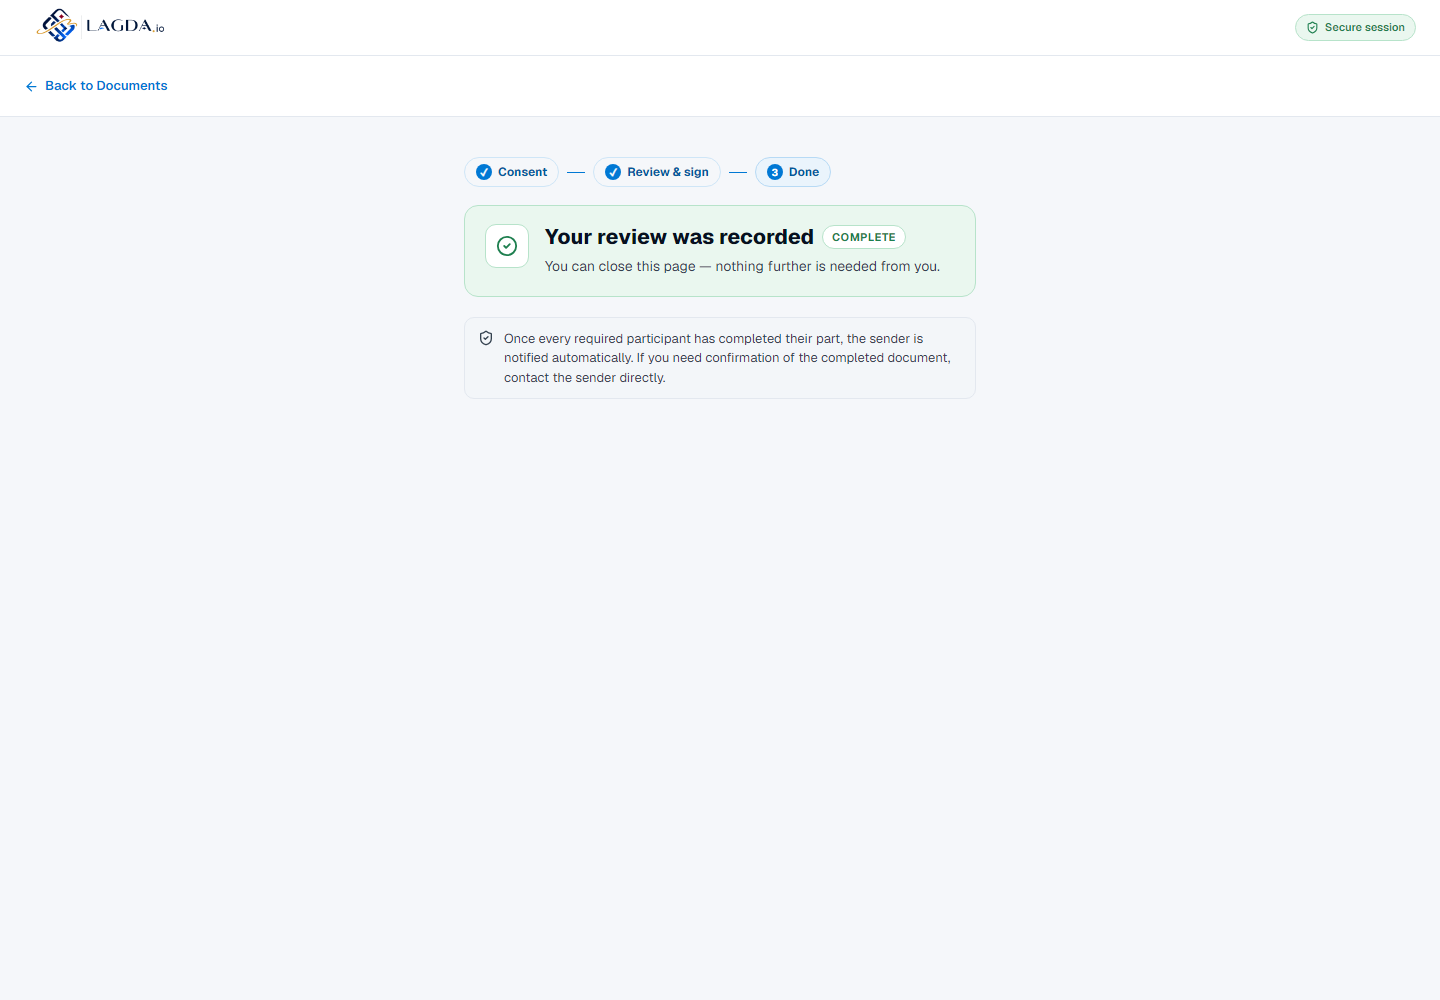 LAGDA.io
Secure session
Back to Documents
Consent
Review & sign
3 Done
Your review was recorded COMPLETE
You can close this page — nothing further is needed from you.
Once every required participant has completed their part, the sender is
notified automatically. If you need confirmation of the completed document,
contact the sender directly.